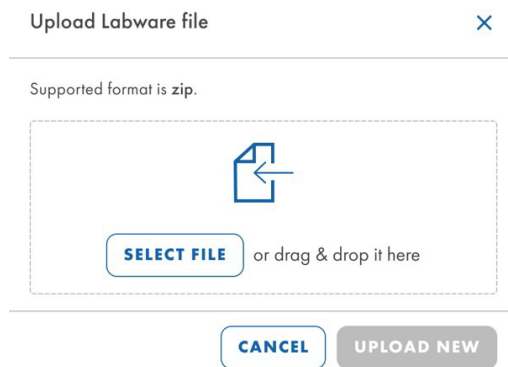 Upload Labware file
Supported format is zip.
SELECT FILE or drag & drop it here
CANCEL UPLOAD NEW